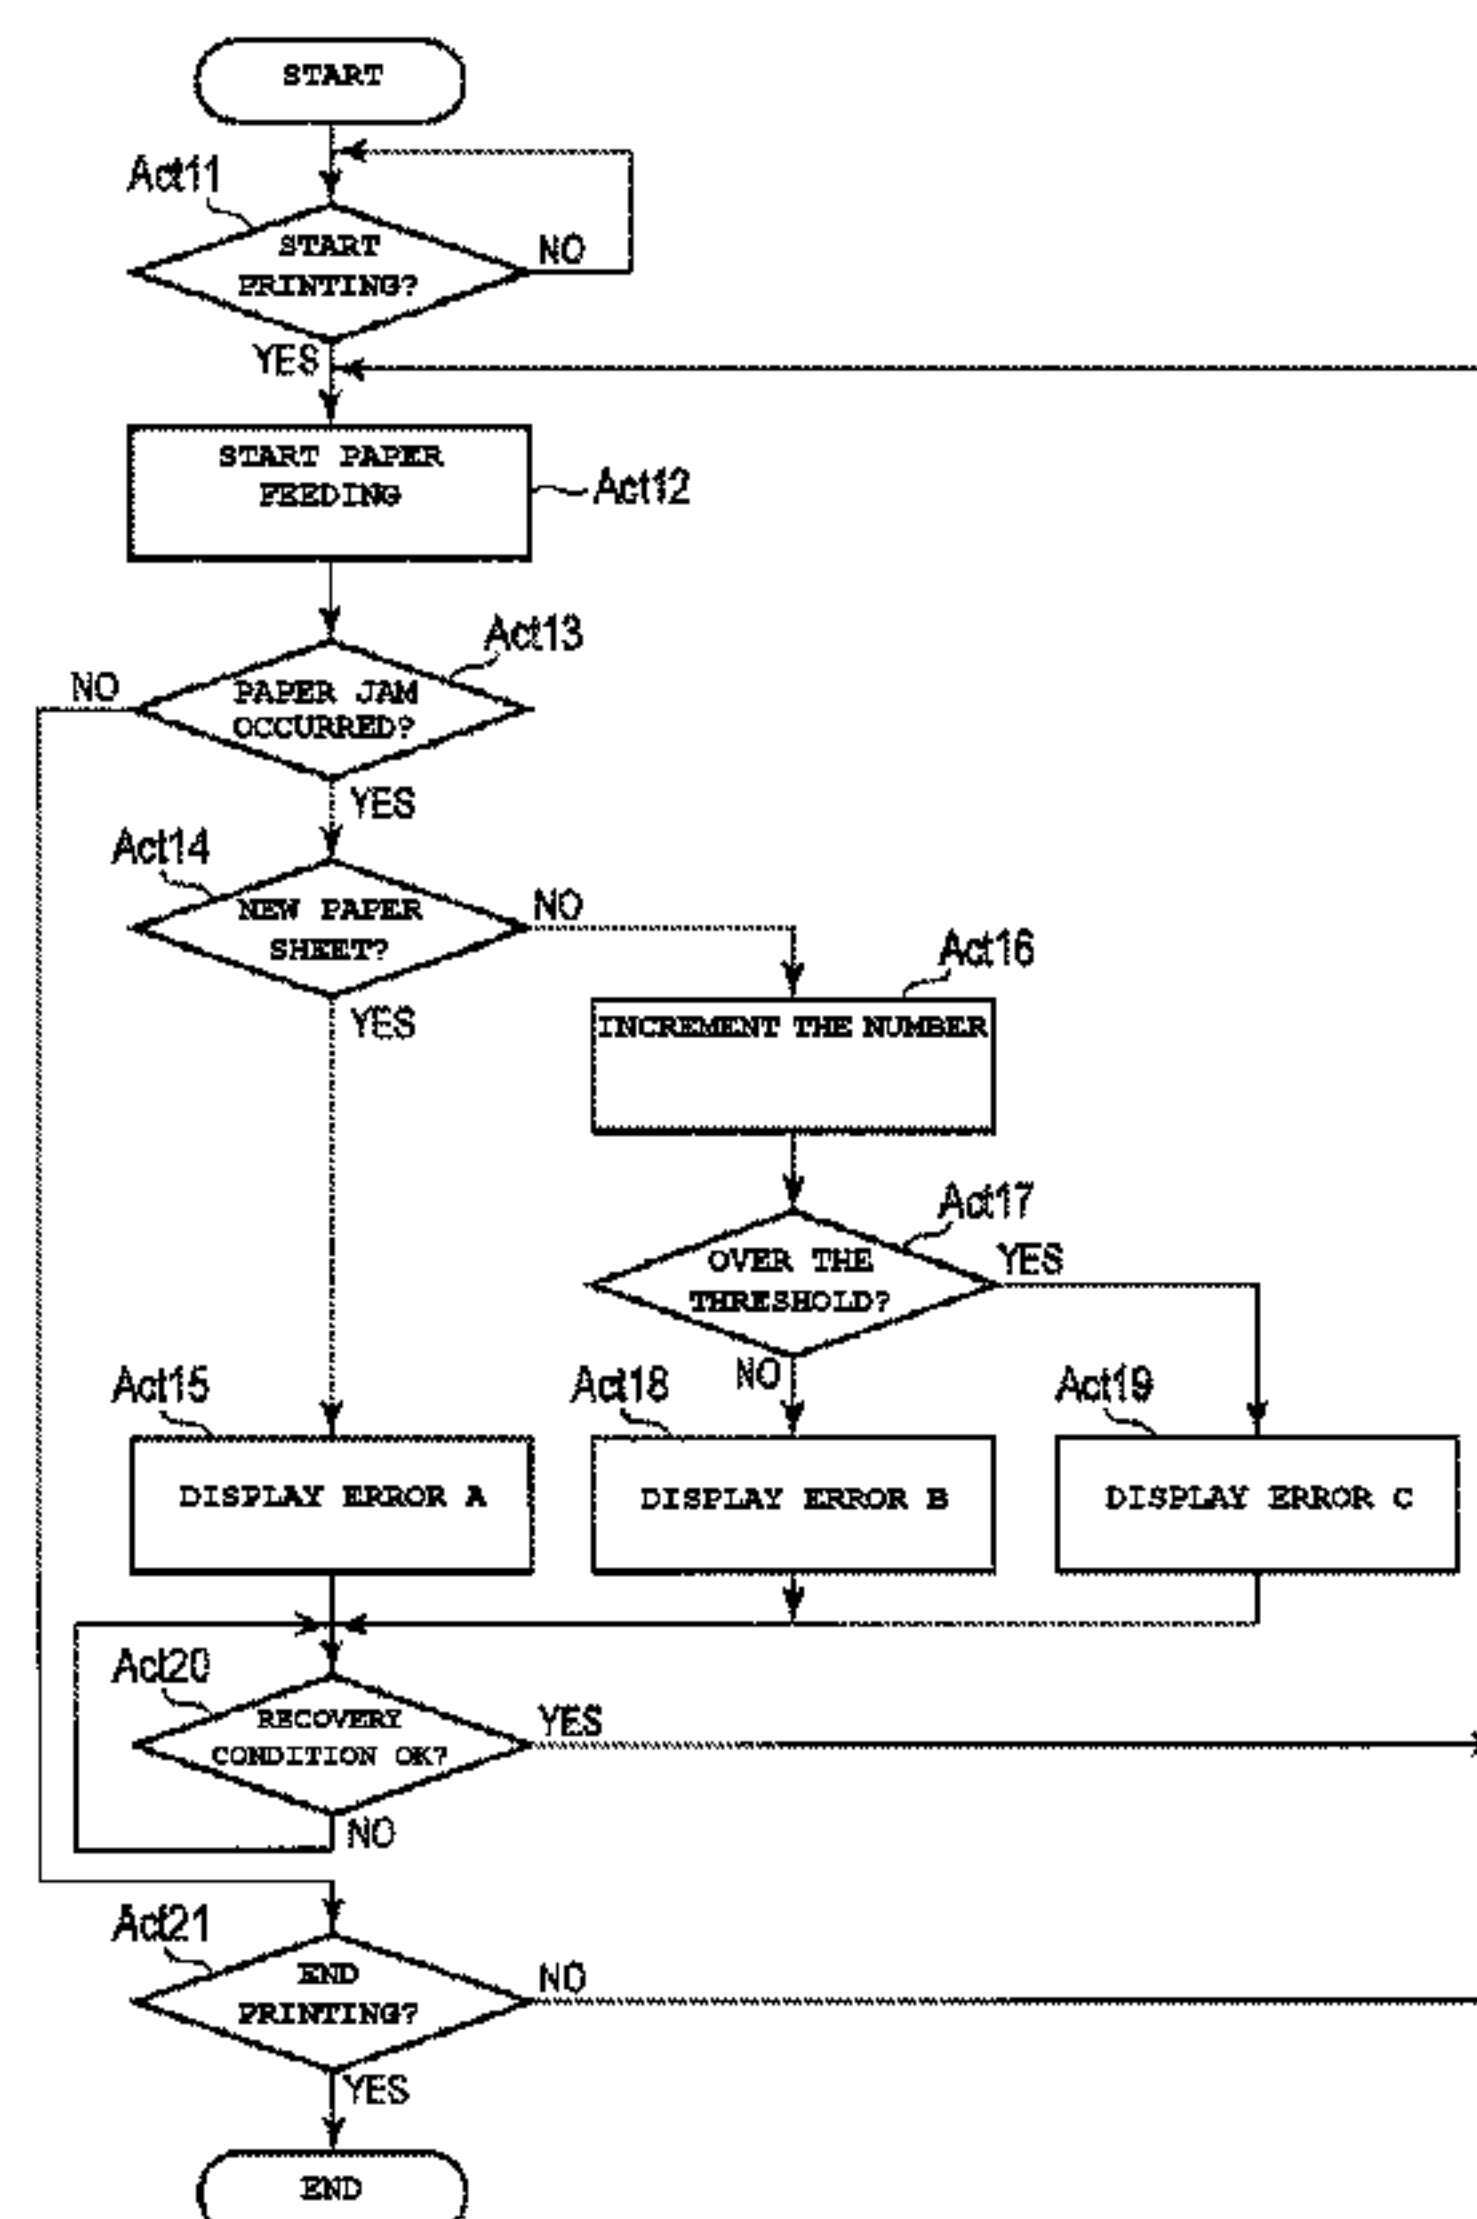 START
Act11
START
PRINTING?
NO
YES
START PAPER
FEEDING
Act12
Act13
NO
PAPER JAM
OCCURRED?
YES
Act14
NEW PAPER
SHEET?
NO
YES
Act16
INCREMENT THE NUMBER
Act17
OVER THE
THRESHOLD?
YES
NO
Act15
DISPLAY ERROR A
Act18
DISPLAY ERROR B
Act19
DISPLAY ERROR C
Act20
RECOVERY
CONDITION OK?
YES
NO
Act21
END
PRINTING?
NO
YES
END